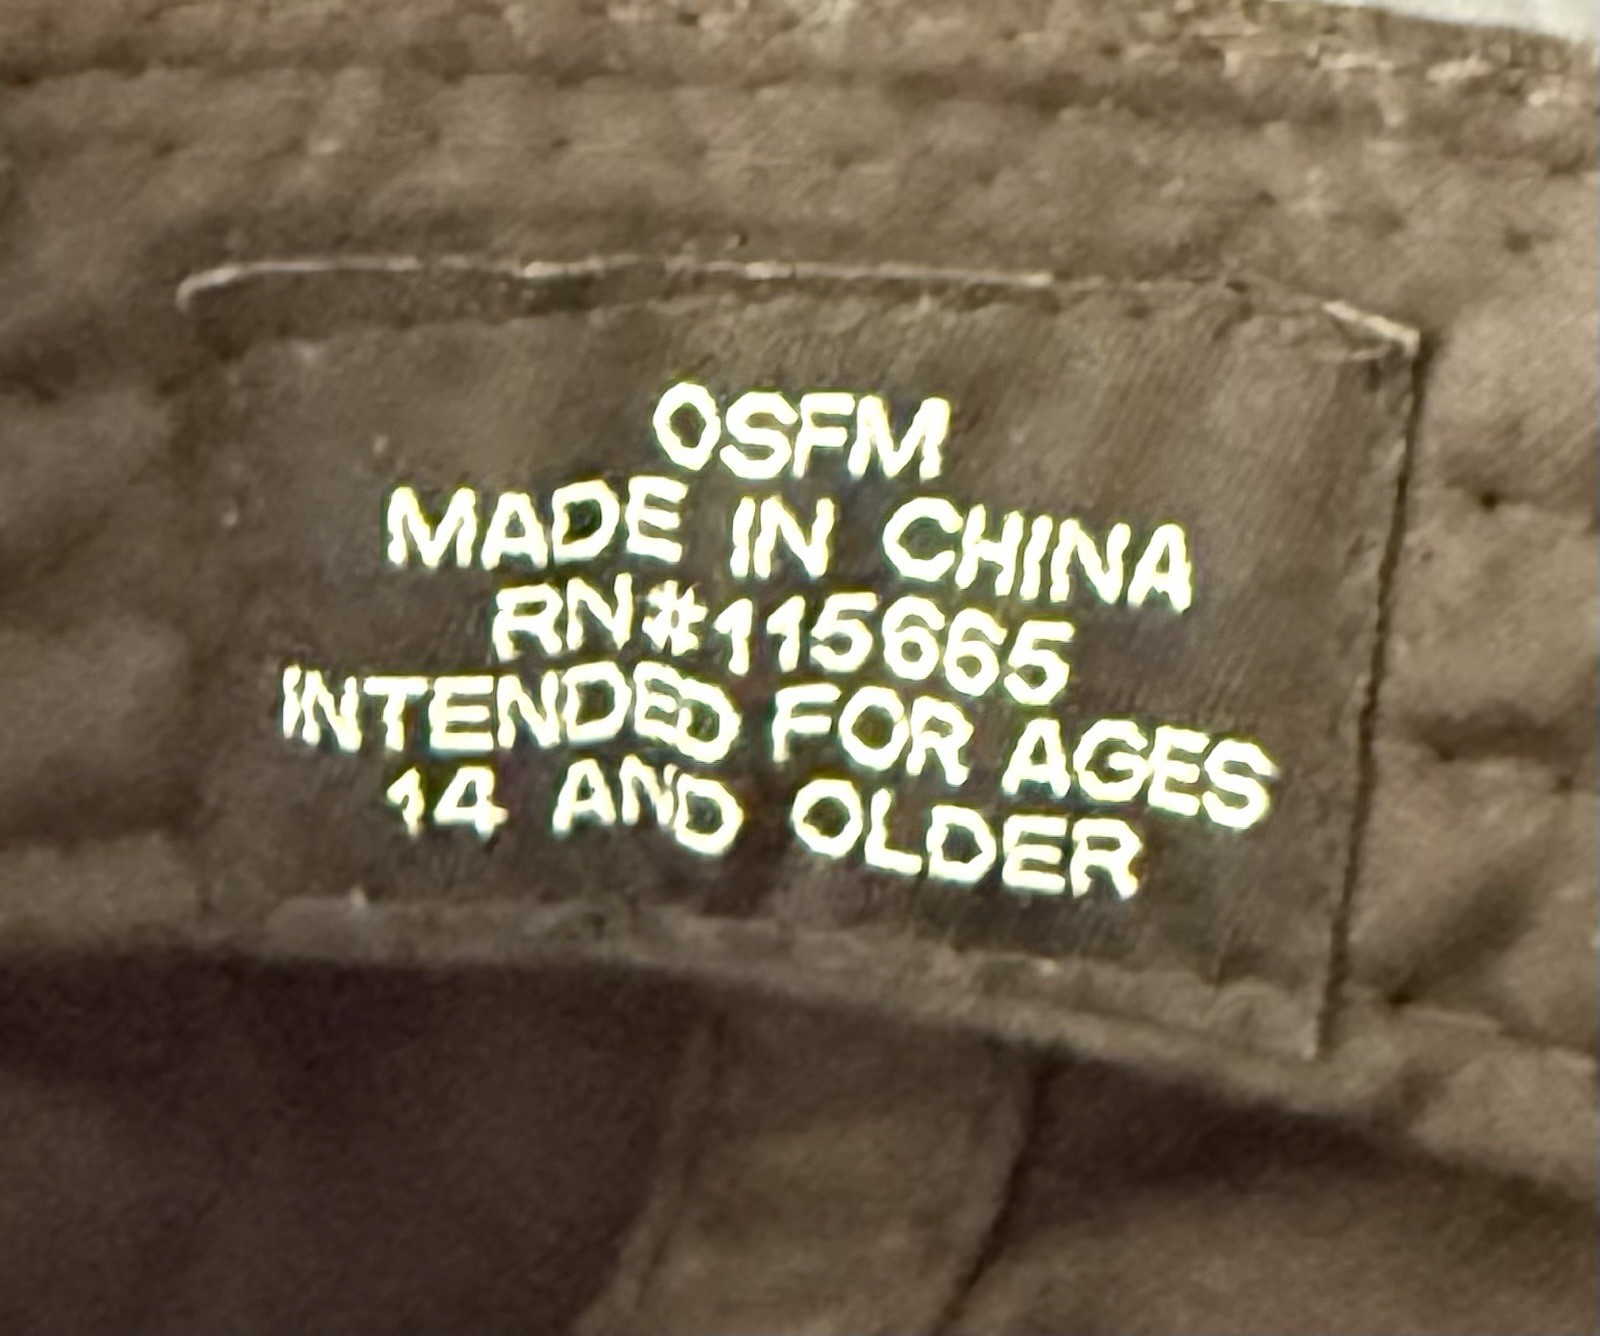 OSFM
MADE IN CHINA
RN#115665
INTENDED FOR AGES
14 AND OLDER